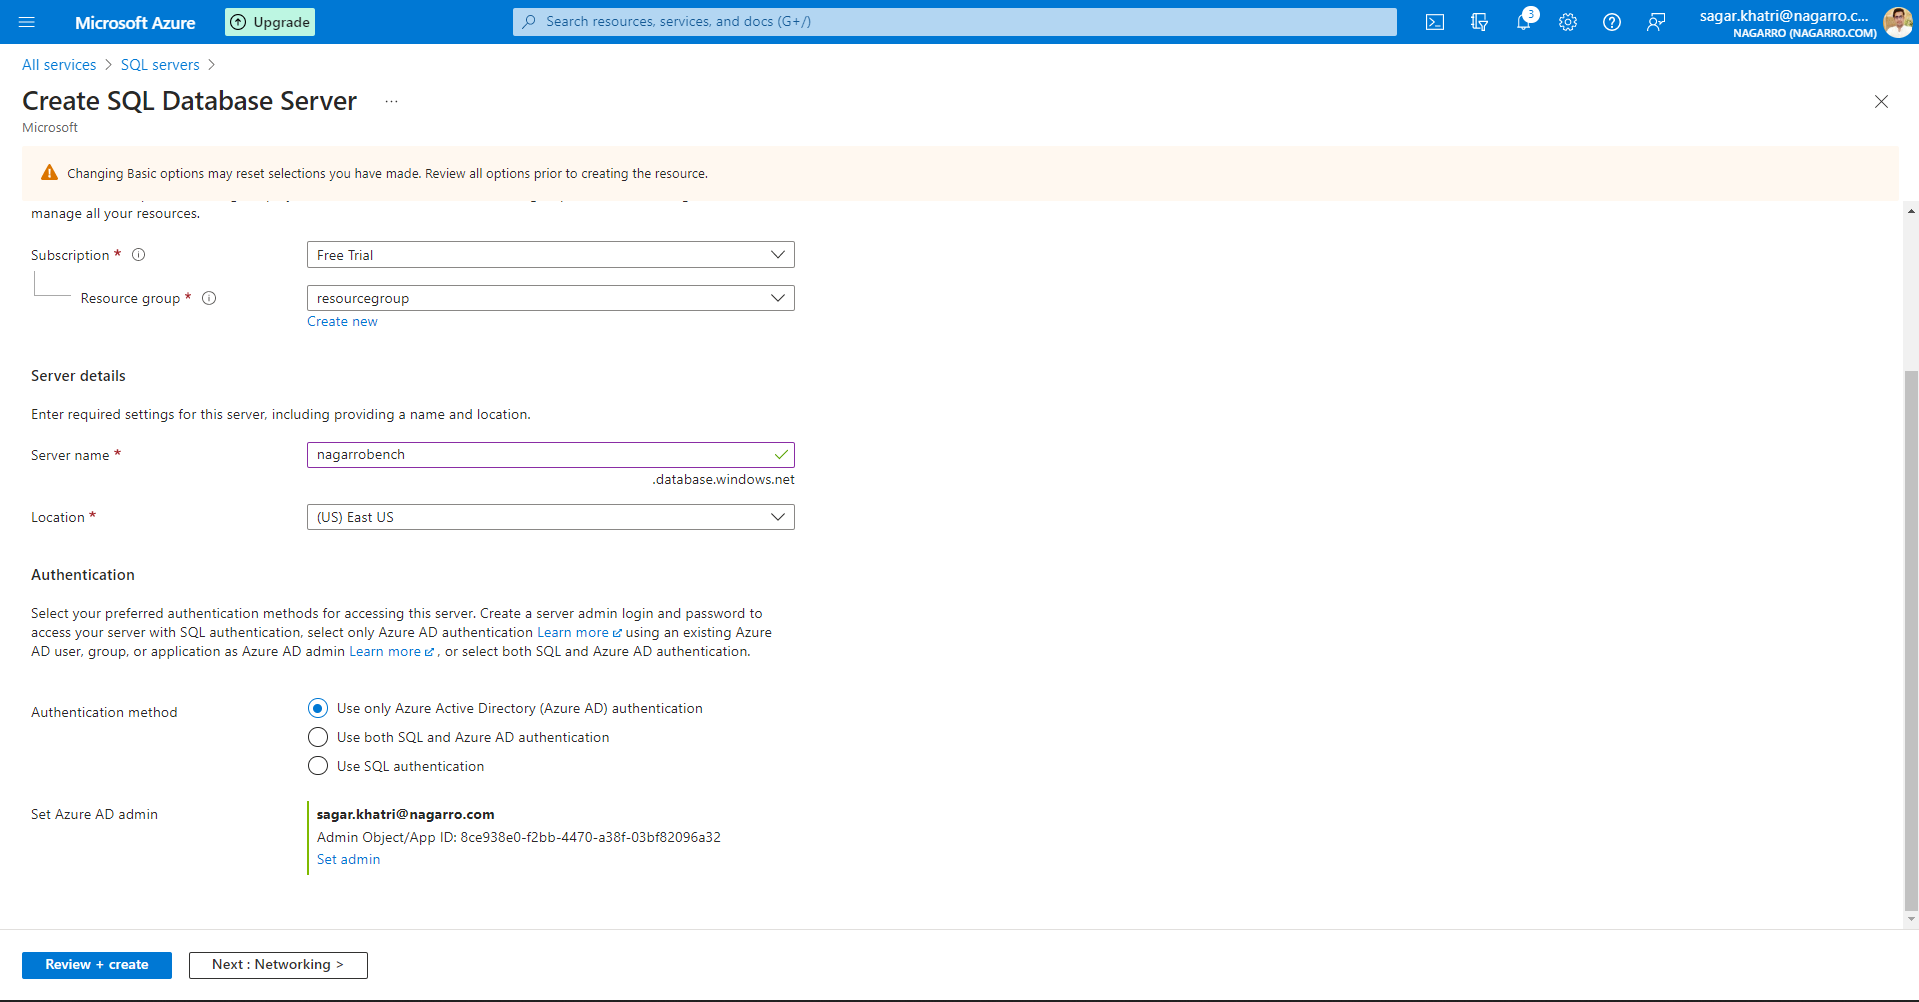 Microsoft Azure
Upgrade
Search resources, services, and docs (G+/)
3
sagar.khatri@nagarro.c...
NAGARRO (NAGARRO.COM)
All services > SQL servers >
Create SQL Database Server ...
Microsoft
Changing Basic options may reset selections you have made. Review all options prior to creating the resource.
manage all your resources.
Subscription *
Free Trial
Resource group *
resourcegroup
Create new
Server details
Enter required settings for this server, including providing a name and location.
Server name *
nagarrobench
.database.windows.net
Location *
(US) East US
Authentication
Select your preferred authentication methods for accessing this server. Create a server admin login and password to
access your server with SQL authentication, select only Azure AD authentication Learn more using an existing Azure
AD user, group, or application as Azure AD admin Learn more , or select both SQL and Azure AD authentication.
Authentication method
Use only Azure Active Directory (Azure AD) authentication
Use both SQL and Azure AD authentication
Use SQL authentication
Set Azure AD admin
sagar.khatri@nagarro.com
Admin Object/App ID: 8ce938e0-f2bb-4470-a38f-03bf82096a32
Set admin
Review + create
Next : Networking >